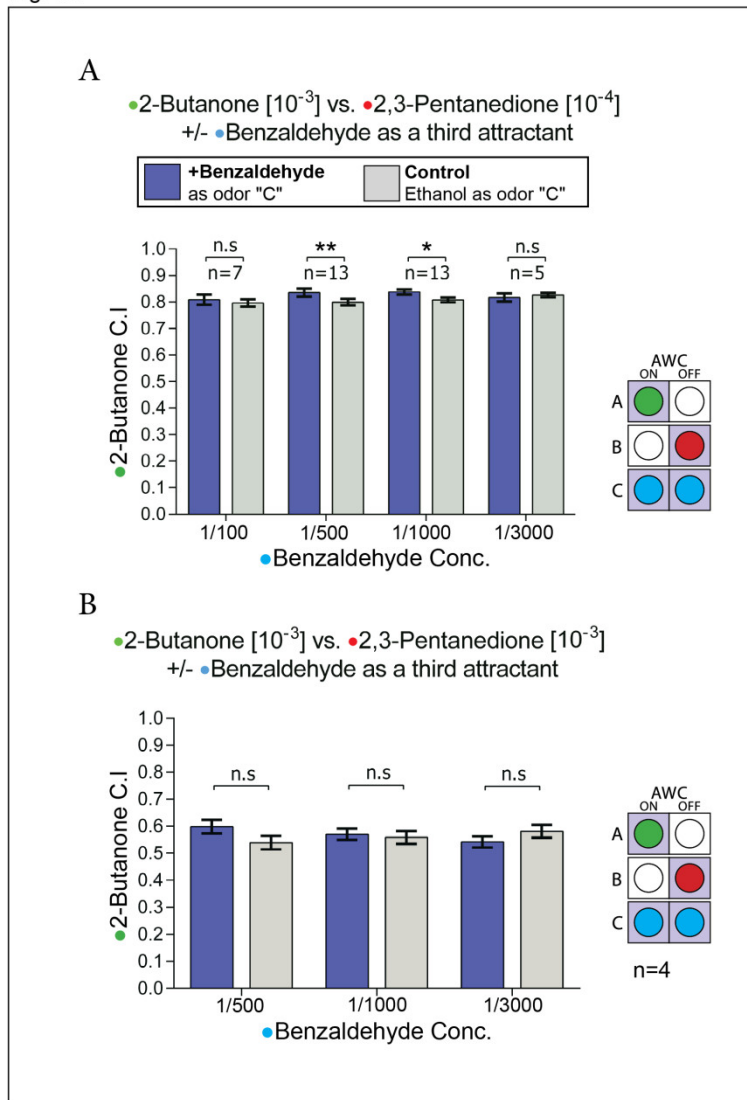 A
•2-Butanone [10⁻³] vs. •2,3-Pentanedione [10⁻⁴]
+/- •Benzaldehyde as a third attractant
+Benzaldehyde
as odor "C"
Control
Ethanol as odor "C"
n.s ** * n.s
n=7 n=13 n=13 n=5
1.0
0.9
0.8
0.7
0.6
0.5
0.4
0.3
0.2
0.1
0.0
•2-Butanone C.I
1/100 1/500 1/1000 1/3000
•Benzaldehyde Conc.
AWC
ON OFF
A
B
C
B
•2-Butanone [10⁻³] vs. •2,3-Pentanedione [10⁻³]
+/- •Benzaldehyde as a third attractant
n.s n.s n.s
1.0
0.9
0.8
0.7
0.6
0.5
0.4
0.3
0.2
0.1
0.0
•2-Butanone C.I
1/500 1/1000 1/3000
•Benzaldehyde Conc.
AWC
ON OFF
A
B
C
n=4